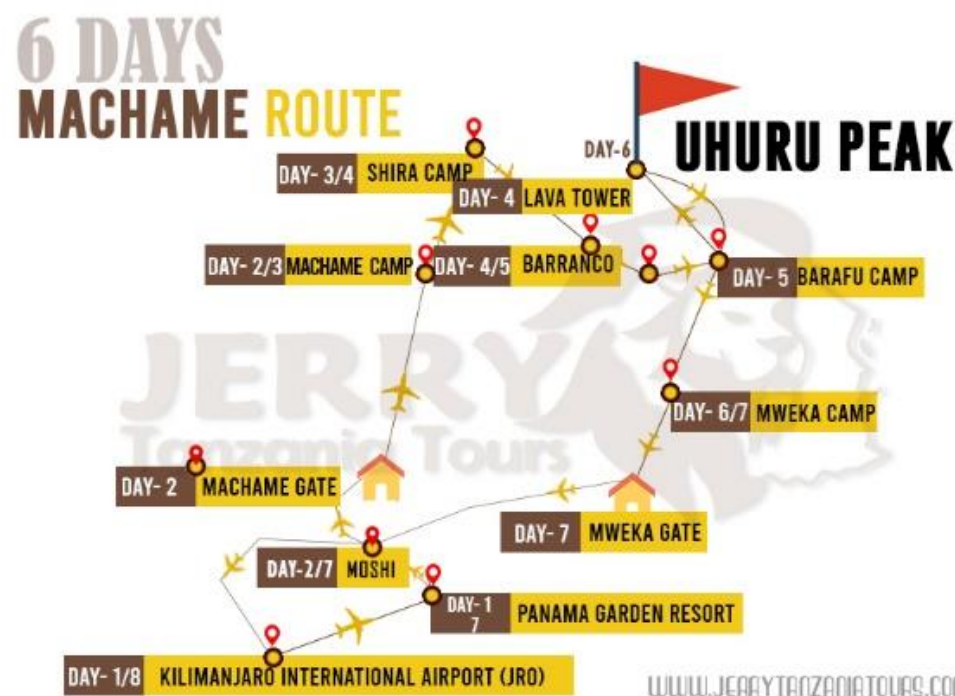 6 DAYS
MACHAME ROUTE
DAY-6
UHURU PEAK
DAY- 3/4 SHIRA CAMP
DAY- 4 LAVA TOWER
DAY- 2/3 MACHAME CAMP
DAY- 4/5 BARRANCO
DAY- 5 BARAFU CAMP
JERRY
Tanzania Tours
DAY- 6/7 MWEKA CAMP
DAY- 2 MACHAME GATE
DAY- 7 MWEKA GATE
DAY-2/7 MOSHI
DAY- 1
7 PANAMA GARDEN RESORT
DAY- 1/8 KILIMANJARO INTERNATIONAL AIRPORT (JRO)
WWW.JERRYTANZANIATOURS.COM